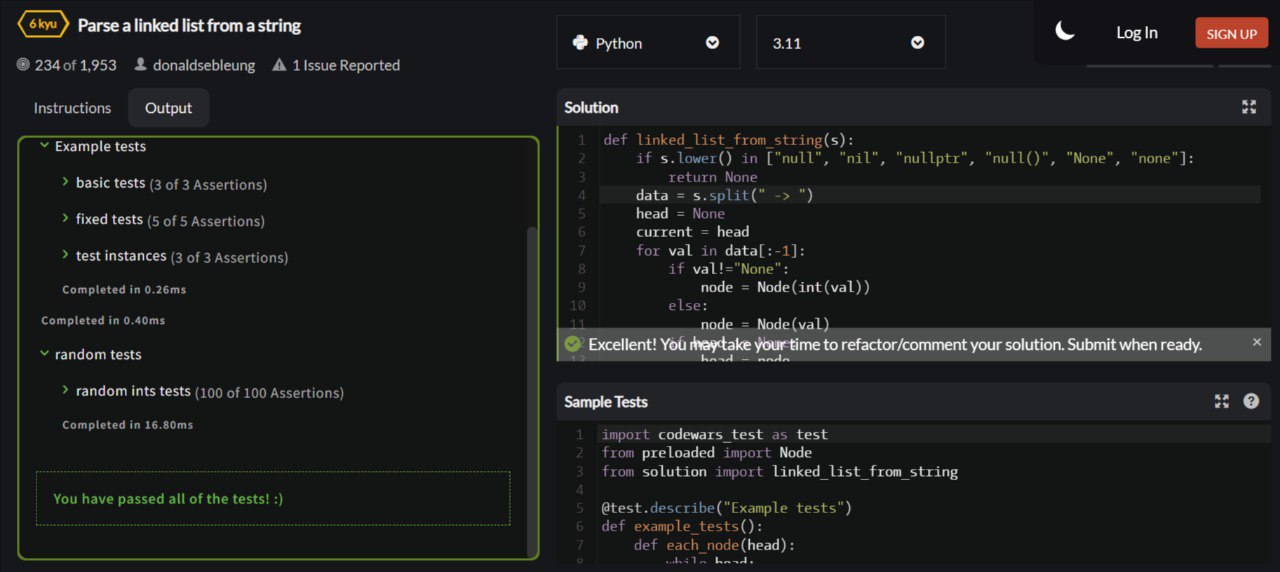 6 kyu Parse a linked list from a string
234 of 1,953 donaldsebleung 1 Issue Reported
Python
3.11
Log In
SIGN UP
Instructions
Output
Example tests
basic tests (3 of 3 Assertions)
fixed tests (5 of 5 Assertions)
test instances (3 of 3 Assertions)
Completed in 0.26ms
Completed in 0.40ms
random tests
random ints tests (100 of 100 Assertions)
Completed in 16.80ms
You have passed all of the tests! :)
Solution
1 def linked_list_from_string(s):
2 if s.lower() in ["null", "nil", "nullptr", "null()", "None", "none"]:
3 return None
4 data = s.split(" -> ")
5 head = None
6 current = head
7 for val in data[:-1]:
8 if val!="None":
9 node = Node(int(val))
10 else:
11 node = Node(val)
Excellent! You may take your time to refactor/comment your solution. Submit when ready.
head = node
Sample Tests
1 import codewars_test as test
2 from preloaded import Node
3 from solution import linked_list_from_string
4
5 @test.describe("Example tests")
6 def example_tests():
7 def each_node(head):
8 while head: